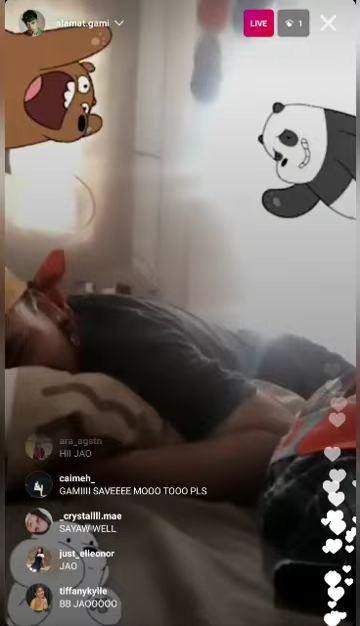 alamat.gami
LIVE
1
ara_agstn
HII JAO
caimeh_
GAMIIII SAVEEEE MOOO TOOO PLS
_crystallll.mae
SAYAW WELL
just_elleonor
JAO
tiffanykylle
BB JAOOOOO